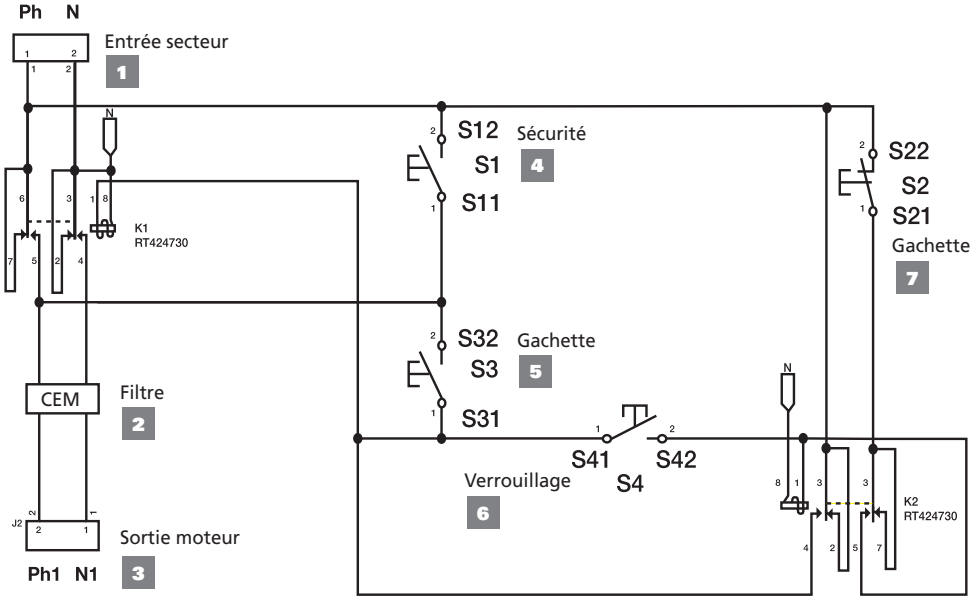 Ph N
1 2
Entrée secteur
1 2
1
N
2 S12 Sécurité
S1 4
1 S11
2 S22
S2
1 S21
Gachette
7
6 3 1 8
K1
RT424730
7 5 2 4
2 S32 Gachette
S3 5
1 S31
N
CEM Filtre
2
1 2
S41 S42
S4
Verrouillage
6
8 1 3 3
K2
RT424730
4 2 5 7
2 1
J2 2 1 Sortie moteur
3
Ph1 N1